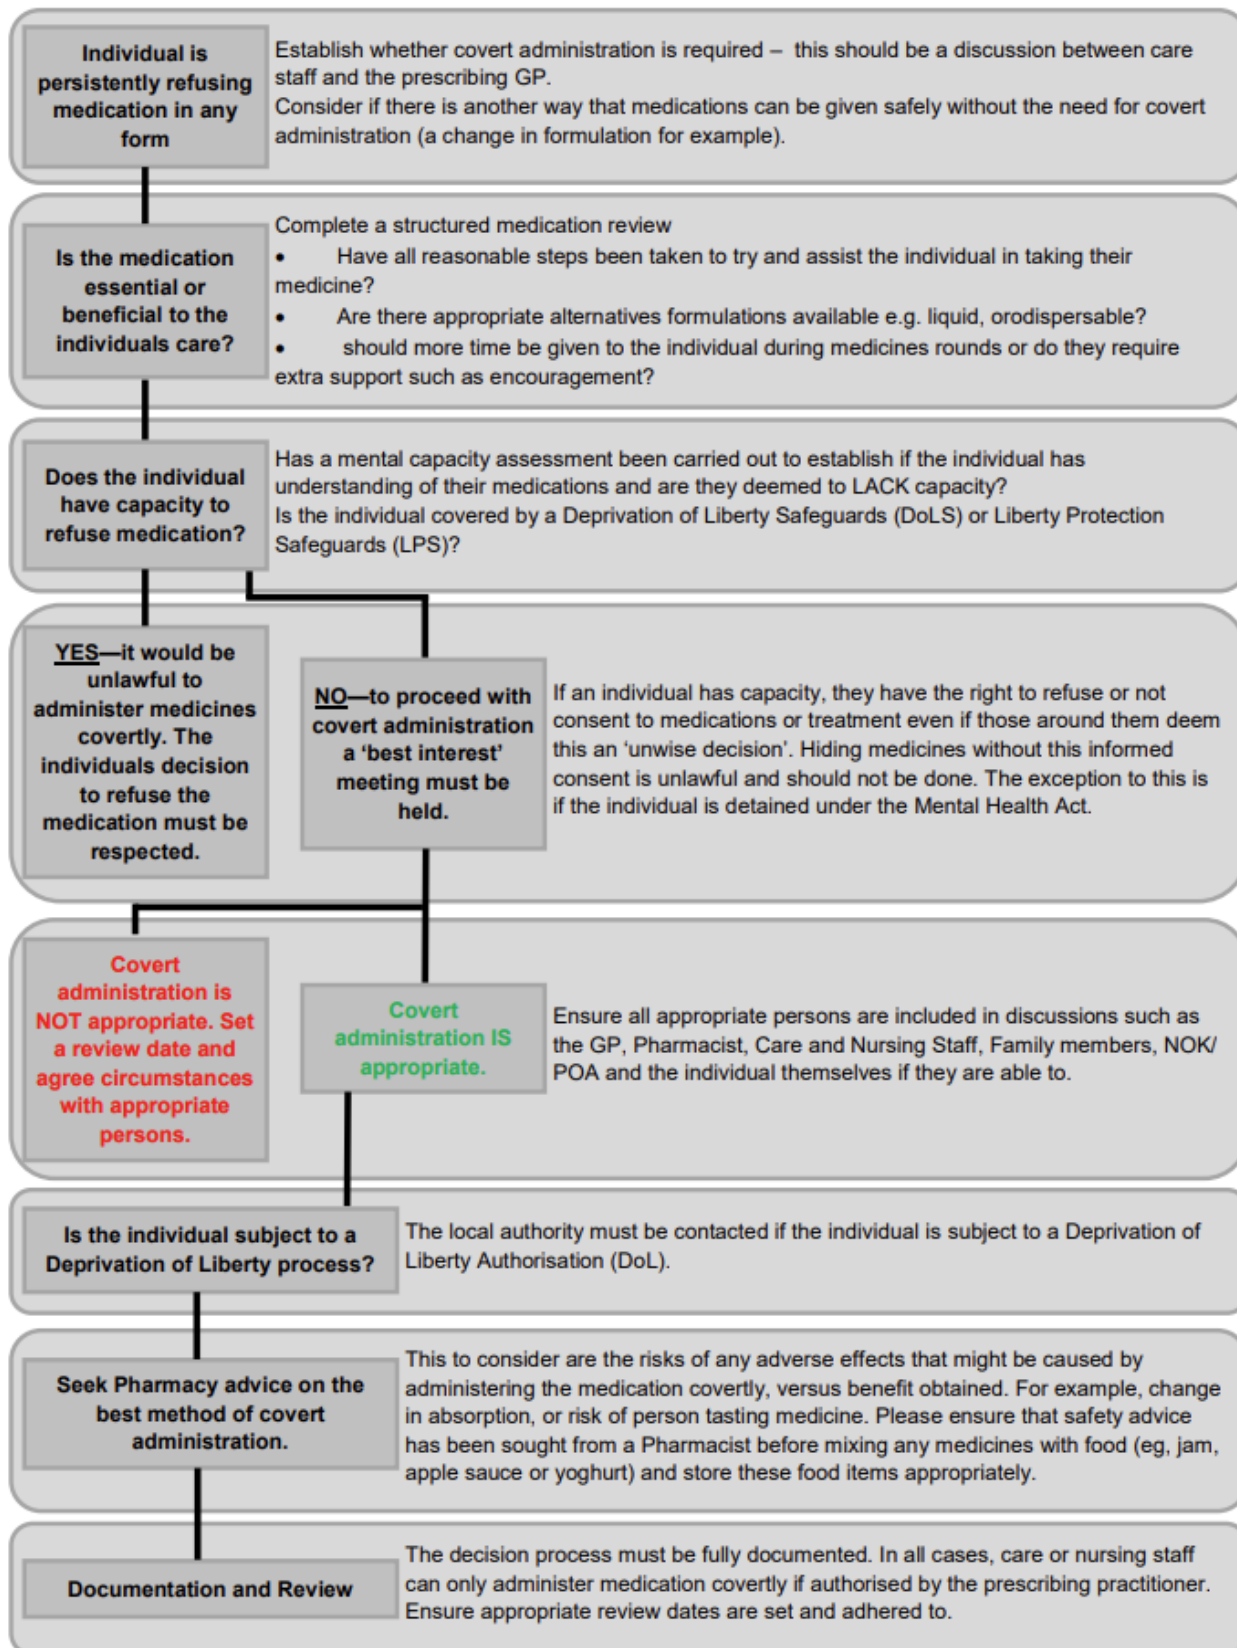 Individual is
persistently refusing
medication in any
form
Establish whether covert administration is required – this should be a discussion between care
staff and the prescribing GP.
Consider if there is another way that medications can be given safely without the need for covert
administration (a change in formulation for example).
Is the medication
essential or
beneficial to the
individuals care?
Complete a structured medication review
• Have all reasonable steps been taken to try and assist the individual in taking their
medicine?
• Are there appropriate alternatives formulations available e.g. liquid, orodispersable?
• should more time be given to the individual during medicines rounds or do they require
extra support such as encouragement?
Does the individual
have capacity to
refuse medication?
Has a mental capacity assessment been carried out to establish if the individual has
understanding of their medications and are they deemed to LACK capacity?
Is the individual covered by a Deprivation of Liberty Safeguards (DoLS) or Liberty Protection
Safeguards (LPS)?
YES—it would be
unlawful to
administer medicines
covertly. The
individuals decision
to refuse the
medication must be
respected.
NO—to proceed with
covert administration
a ‘best interest’
meeting must be
held.
If an individual has capacity, they have the right to refuse or not
consent to medications or treatment even if those around them deem
this an ‘unwise decision’. Hiding medicines without this informed
consent is unlawful and should not be done. The exception to this is
if the individual is detained under the Mental Health Act.
Covert
administration is
NOT appropriate. Set
a review date and
agree circumstances
with appropriate
persons.
Covert
administration IS
appropriate.
Ensure all appropriate persons are included in discussions such as
the GP, Pharmacist, Care and Nursing Staff, Family members, NOK/
POA and the individual themselves if they are able to.
Is the individual subject to a
Deprivation of Liberty process?
The local authority must be contacted if the individual is subject to a Deprivation of
Liberty Authorisation (DoL).
Seek Pharmacy advice on the
best method of covert
administration.
This to consider are the risks of any adverse effects that might be caused by
administering the medication covertly, versus benefit obtained. For example, change
in absorption, or risk of person tasting medicine. Please ensure that safety advice
has been sought from a Pharmacist before mixing any medicines with food (eg, jam,
apple sauce or yoghurt) and store these food items appropriately.
Documentation and Review
The decision process must be fully documented. In all cases, care or nursing staff
can only administer medication covertly if authorised by the prescribing practitioner.
Ensure appropriate review dates are set and adhered to.